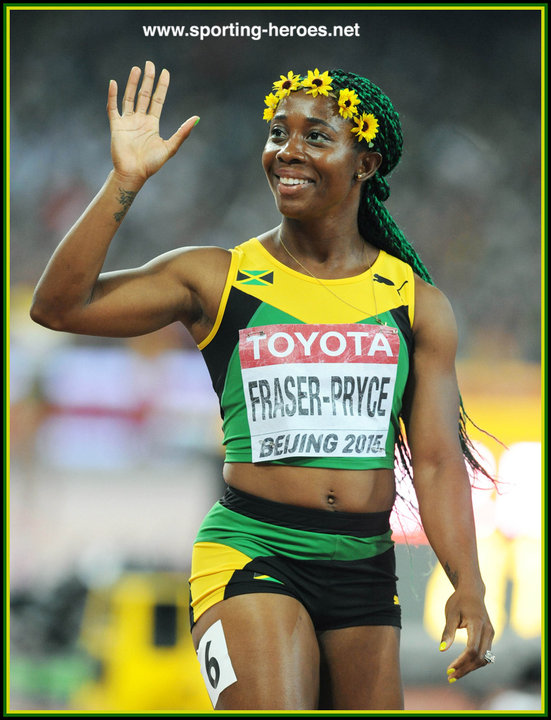 www.sporting-heroes.net
TOYOTA
FRASER-PRYCE
BEIJING 2015
6